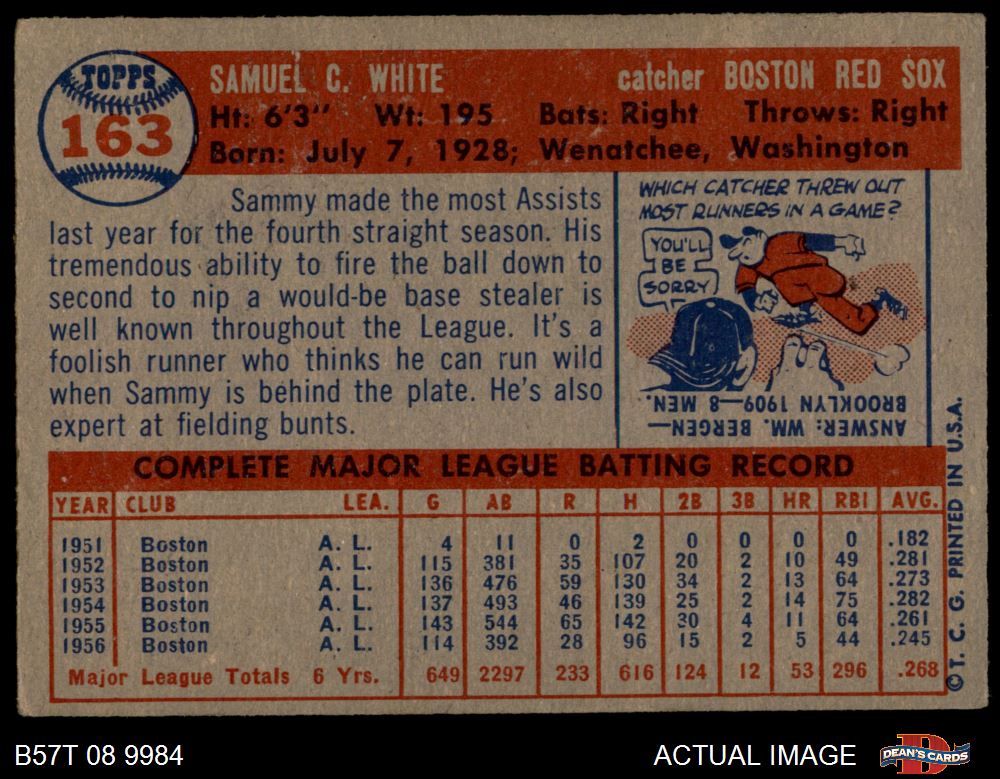 TOPPS
163
SAMUEL C. WHITE catcher BOSTON RED SOX
Ht: 6'3" Wt: 195 Bats: Right Throws: Right
Born: July 7, 1928; Wenatchee, Washington
Sammy made the most Assists
last year for the fourth straight season. His
tremendous ability to fire the ball down to
second to nip a would-be base stealer is
well known throughout the League. It's a
foolish runner who thinks he can run wild
when Sammy is behind the plate. He's also
expert at fielding bunts.
WHICH CATCHER THREW OUT
MOST RUNNERS IN A GAME?
YOU'LL
BE
SORRY!
ANSWER: WM. BERGEN—
BROOKLYN 1909—8 MEN.
COMPLETE MAJOR LEAGUE BATTING RECORD
YEAR CLUB LEA. G AB R H 2B 3B HR RBI AVG.
1951 Boston A. L. 4 11 0 2 0 0 0 0 .182
1952 Boston A. L. 115 381 35 107 20 2 10 49 .281
1953 Boston A. L. 136 476 59 130 34 2 13 64 .273
1954 Boston A. L. 137 493 46 139 25 2 14 75 .282
1955 Boston A. L. 143 544 65 142 30 4 11 64 .261
1956 Boston A. L. 114 392 28 96 15 2 5 44 .245
Major League Totals 6 Yrs. 649 2297 233 616 124 12 53 296 .268
© T. C. G. PRINTED IN U.S.A.
B57T 08 9984 ACTUAL IMAGE
DEAN'S CARDS